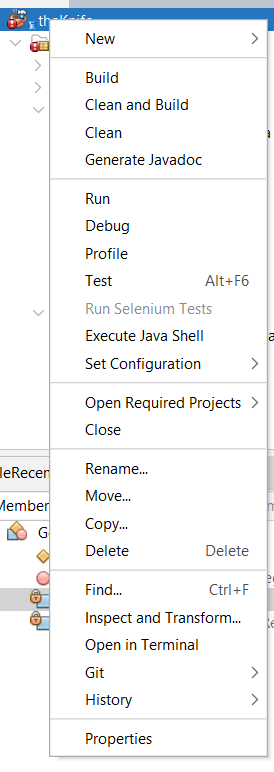 theKnife
New
Build
Clean and Build
Clean
Generate Javadoc
Run
Debug
Profile
Test Alt+F6
Run Selenium Tests
Execute Java Shell
Set Configuration
Open Required Projects
Close
leRecen
Rename...
Member
Move...
Copy...
Delete Delete
Find... Ctrl+F
Inspect and Transform...
Open in Terminal
Git
History
Properties